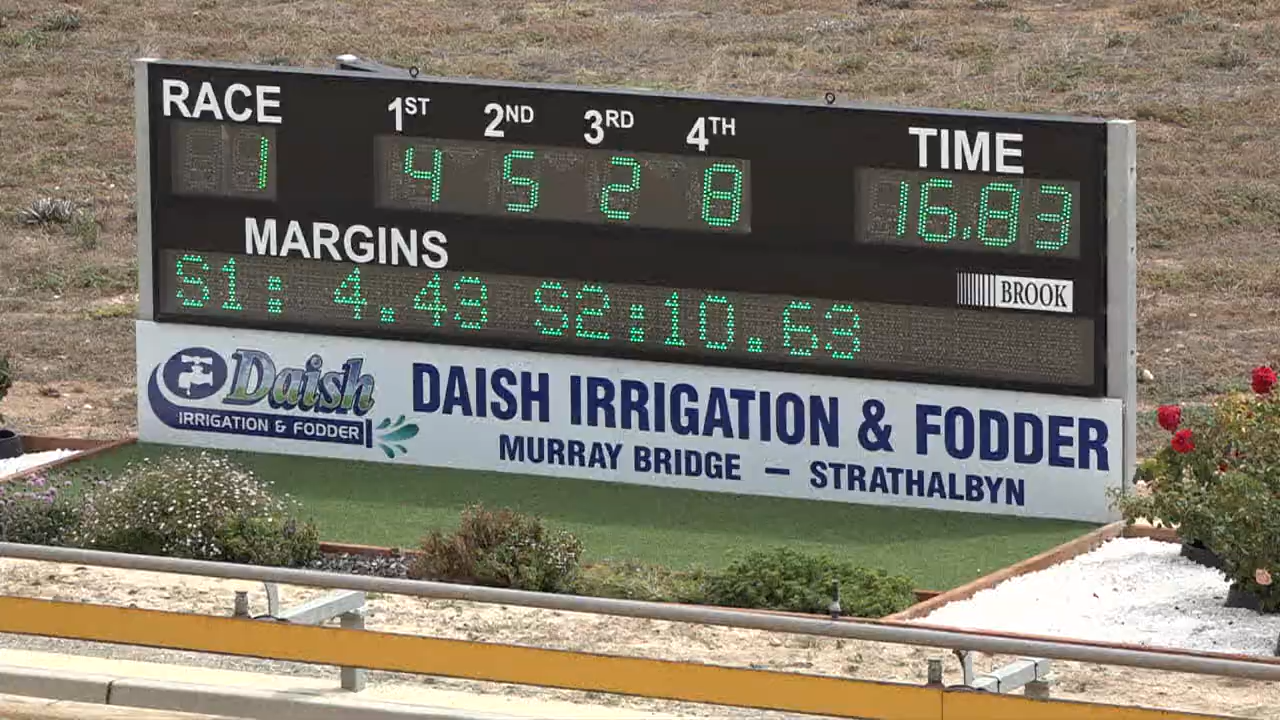 RACE 1ST 2ND 3RD 4TH TIME
1 4 5 2 8 16.83
MARGINS
BROOK
S1: 4.43 S2:10.63
Daish
IRRIGATION & FODDER
DAISH IRRIGATION & FODDER
MURRAY BRIDGE – STRATHALBYN